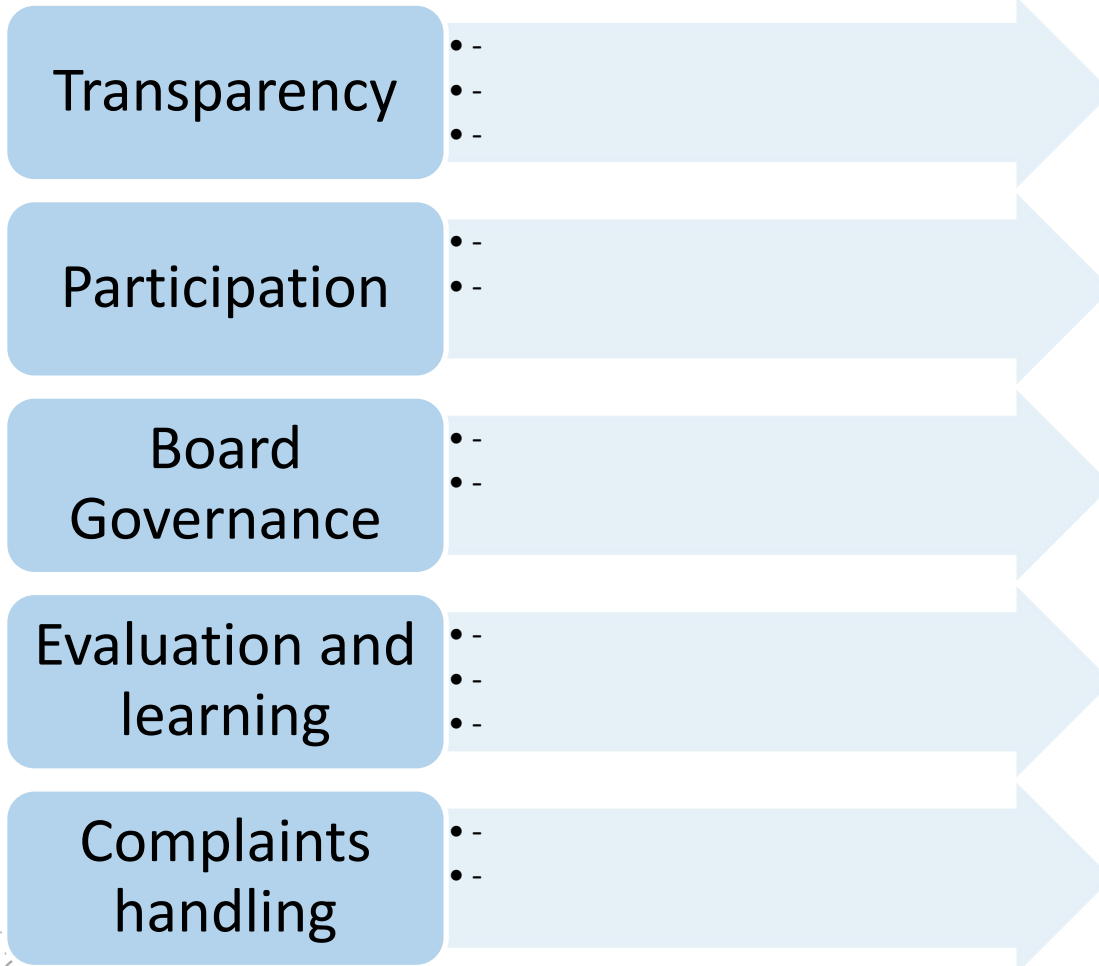 Transparency
• -
• -
• -
Participation
• -
• -
Board
Governance
• -
• -
Evaluation and
learning
• -
• -
• -
Complaints
handling
• -
• -